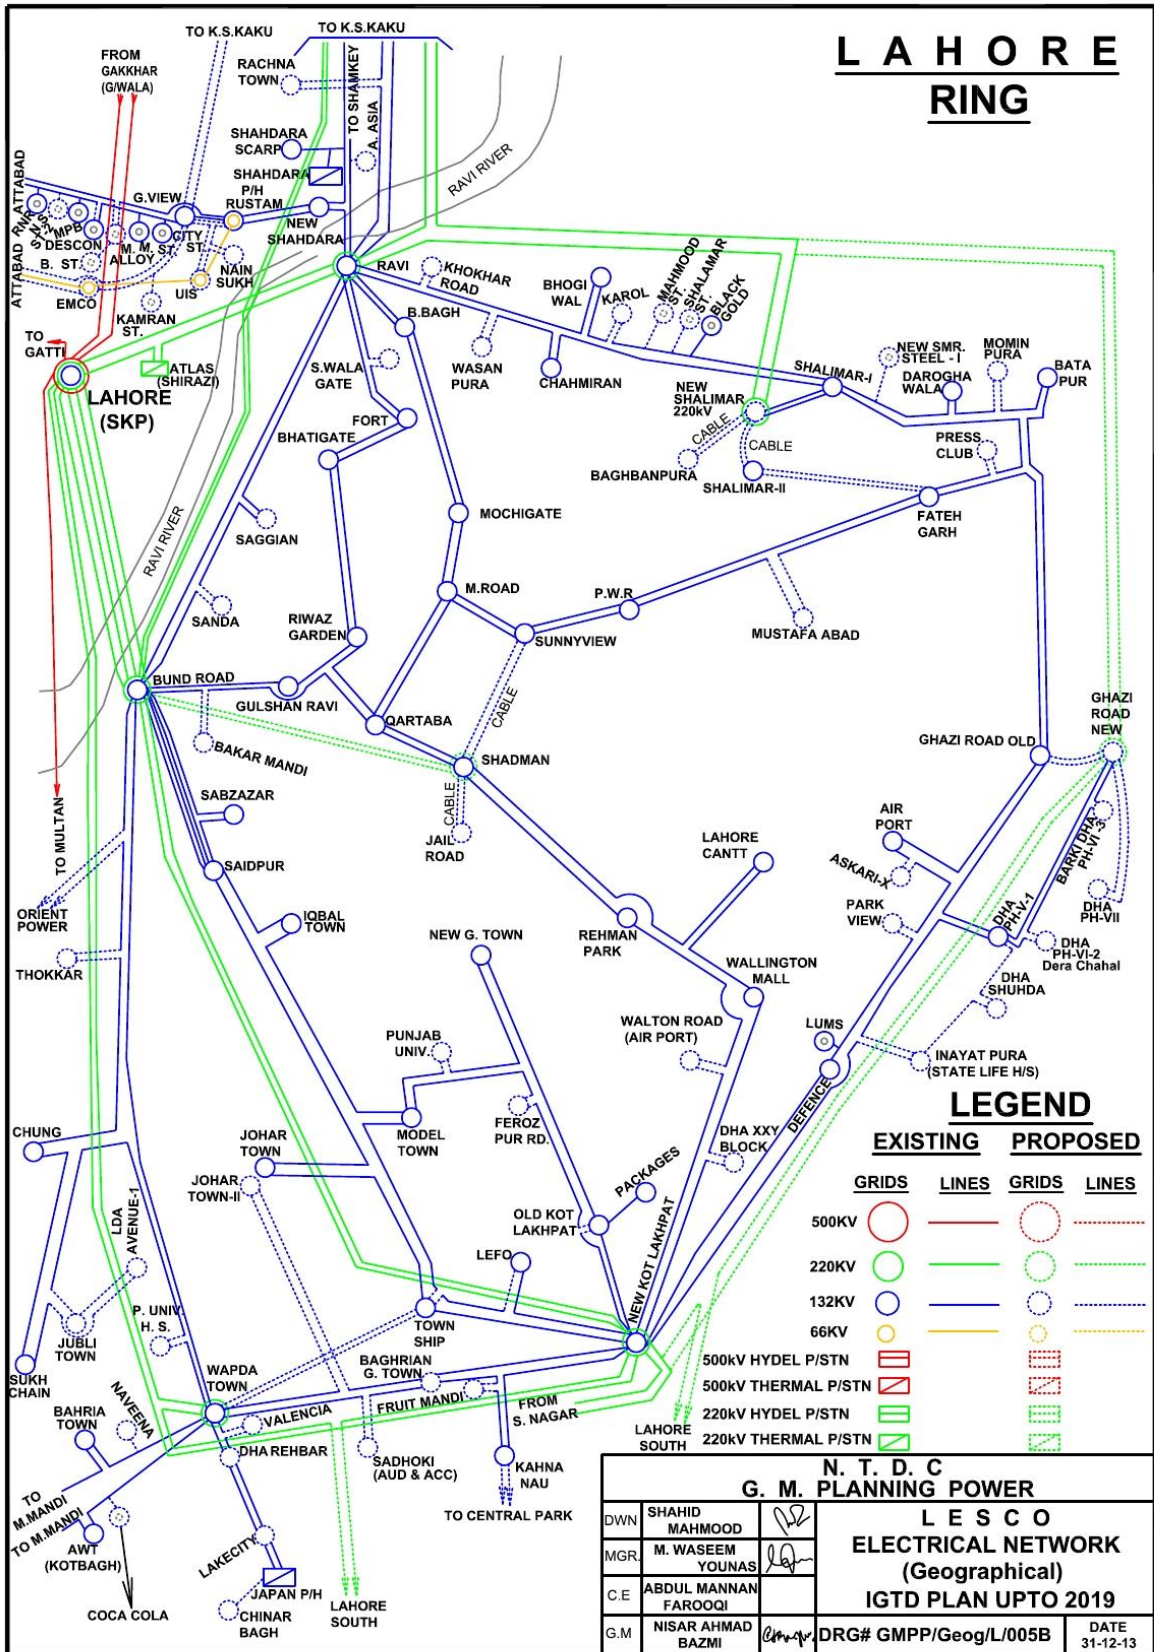 LAHORE
RING
TO K.S.KAKU
TO K.S.KAKU
FROM
GAKKHAR
(G/WALA)
RACHNA
TOWN
TO SHAMKEY
A. ASIA
SHAHDARA
SCARP
SHAHDARA
P/H
RUSTAM
NEW
SHAHDARA
RAVI RIVER
ATTABAD
ATTABAD
RNR
N.S.
ST-2
MPB
DESCON
B. ST.
M.
ALLOY
M.
ST.
CITY
ST.
G.VIEW
NAIN
SUKH
UIS
EMCO
KAMRAN
ST.
TO
GATTI
ATLAS
(SHIRAZI)
LAHORE
(SKP)
RAVI
KHOKHAR
ROAD
B.BAGH
S.WALA
GATE
WASAN
PURA
BHOGI
WAL
KAROL
MAHMOOD
ST.
SHALAMAR
ST.
BLACK
GOLD
CHAHMIRAN
NEW
SHALIMAR
220kV
SHALIMAR-I
NEW SMR.
STEEL - I
DAROGHA
WALA
MOMIN
PURA
BATA
PUR
FORT
BHATIGATE
CABLE
CABLE
BAGHBANPURA
SHALIMAR-II
PRESS
CLUB
FATEH
GARH
SAGGIAN
MOCHIGATE
RAVI RIVER
M.ROAD
SANDA
RIWAZ
GARDEN
P.W.R
SUNNYVIEW
MUSTAFA ABAD
BUND ROAD
GULSHAN RAVI
QARTABA
CABLE
BAKAR MANDI
SHADMAN
GHAZI
ROAD
NEW
GHAZI ROAD OLD
TO MULTAN
SABZAZAR
CABLE
JAIL
ROAD
LAHORE
CANTT
AIR
PORT
ASKARI-X
BARKI DHA
PH-VI -3
SAIDPUR
ORIENT
POWER
IQBAL
TOWN
REHMAN
PARK
PARK
VIEW
DHA
PH-V-1
DHA
PH-VII
NEW G. TOWN
THOKKAR
WALLINGTON
MALL
DHA
PH-VI-2
Dera Chahal
DHA
SHUHDA
WALTON ROAD
(AIR PORT)
LUMS
PUNJAB
UNIV.
INAYAT PURA
(STATE LIFE H/S)
DEFENCE
CHUNG
MODEL
TOWN
FEROZ
PUR RD.
DHA XXY
BLOCK
JOHAR
TOWN
JOHAR
TOWN-II
PACKAGES
LDA
AVENUE-1
OLD KOT
LAKHPAT
NEW KOT LAKHPAT
LEFO
P. UNIV.
H. S.
JUBLI
TOWN
TOWN
SHIP
SUKH
CHAIN
WAPDA
TOWN
BAGHRIAN
G. TOWN
FRUIT MANDI
FROM
S. NAGAR
NAVEENA
BAHRIA
TOWN
VALENCIA
DHA REHBAR
SADHOKI
(AUD & ACC)
KAHNA
NAU
LAHORE
SOUTH
TO
M.MANDI
TO M.MANDI
TO CENTRAL PARK
AWT
(KOTBAGH)
LAKECITY
JAPAN P/H
COCA COLA
CHINAR
BAGH
LAHORE
SOUTH
LEGEND
EXISTING PROPOSED
GRIDS LINES GRIDS LINES
500KV
220KV
132KV
66KV
500kV HYDEL P/STN
500kV THERMAL P/STN
220kV HYDEL P/STN
220kV THERMAL P/STN
N. T. D. C
G. M. PLANNING POWER
DWN SHAHID
MAHMOOD
MGR. M. WASEEM
YOUNAS
C.E ABDUL MANNAN
FAROOQI
G.M NISAR AHMAD
BAZMI
LESCO
ELECTRICAL NETWORK
(Geographical)
IGTD PLAN UPTO 2019
DRG# GMPP/Geog/L/005B
DATE
31-12-13